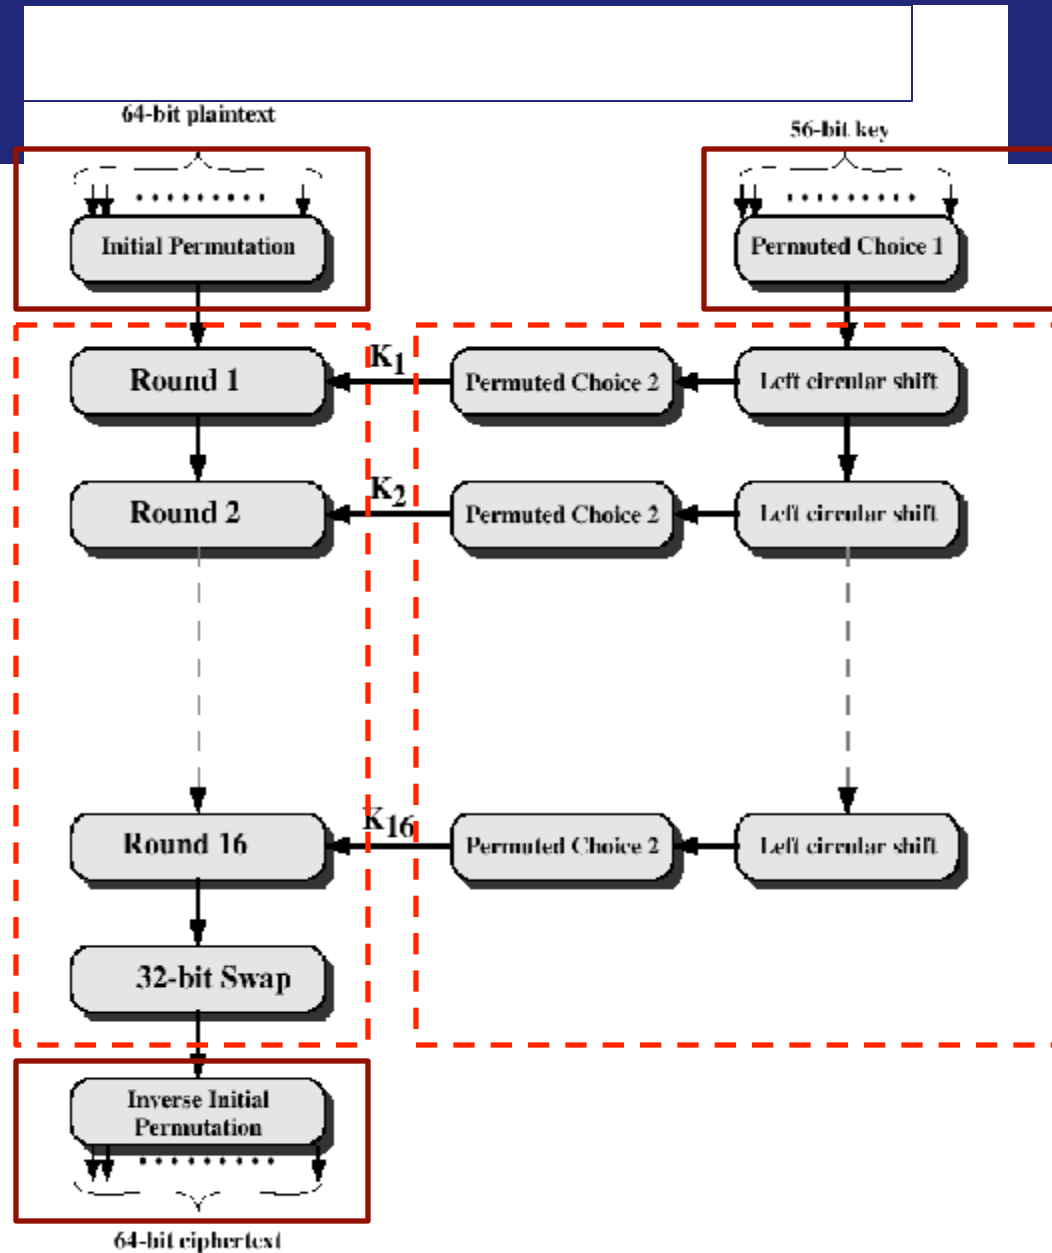 64-bit plaintext
56-bit key
Initial Permutation
Permuted Choice 1
Round 1
K1
Permuted Choice 2
Left circular shift
Round 2
K2
Permuted Choice 2
Left circular shift
Round 16
K16
Permuted Choice 2
Left circular shift
32-bit Swap
Inverse Initial
Permutation
64-bit ciphertext